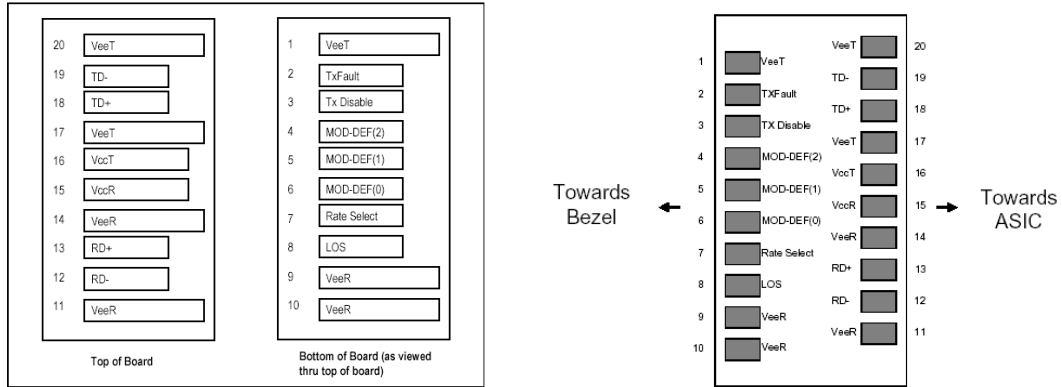 20 VeeT
19 TD-
18 TD+
17 VeeT
16 VccT
15 VccR
14 VeeR
13 RD+
12 RD-
11 VeeR
Top of Board
1 VeeT
2 TxFault
3 Tx Disable
4 MOD-DEF(2)
5 MOD-DEF(1)
6 MOD-DEF(0)
7 Rate Select
8 LOS
9 VeeR
10 VeeR
Bottom of Board (as viewed
thru top of board)
Towards
Bezel
1 VeeT
2 TXFault
3 TX Disable
4 MOD-DEF(2)
5 MOD-DEF(1)
6 MOD-DEF(0)
7 Rate Select
8 LOS
9 VeeR
10 VeeR
VeeT 20
TD- 19
TD+ 18
VeeT 17
VccT 16
VccR 15
VeeR 14
RD+ 13
RD- 12
VeeR 11
Towards
ASIC